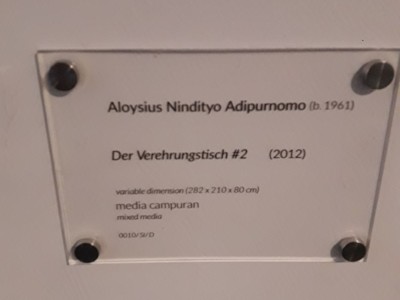 Aloysius Nindityo Adipurnomo (b. 1961)
Der Verehrungstisch #2 (2012)
variable dimension (282 x 210 x 80 cm)
media campuran
mixed media
0010/SI/D